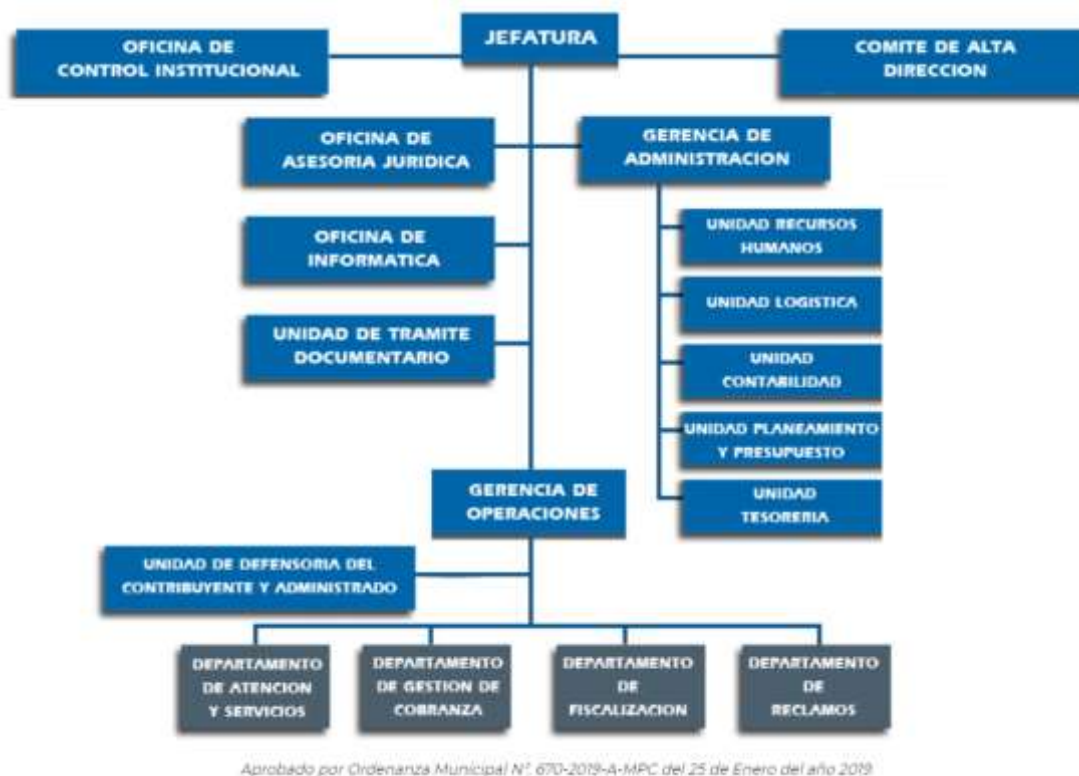 JEFATURA
OFICINA DE
CONTROL INSTITUCIONAL
COMITE DE ALTA
DIRECCION
OFICINA DE
ASESORIA JURIDICA
GERENCIA DE
ADMINISTRACION
OFICINA DE
INFORMATICA
UNIDAD DE TRAMITE
DOCUMENTARIO
UNIDAD RECURSOS
HUMANOS
UNIDAD LOGISTICA
UNIDAD
CONTABILIDAD
UNIDAD PLANEAMIENTO
Y PRESUPUESTO
UNIDAD
TESORERIA
GERENCIA DE
OPERACIONES
UNIDAD DE DEFENSORIA DEL
CONTRIBUYENTE Y ADMINISTRADO
DEPARTAMENTO
DE ATENCION
Y SERVICIOS
DEPARTAMENTO
DE GESTION DE
COBRANZA
DEPARTAMENTO
DE
FISCALIZACION
DEPARTAMENTO
DE
RECLAMOS
Aprobado por Ordenanza Municipal Nº. 670-2019-A-MPC del 25 de Enero del año 2019.